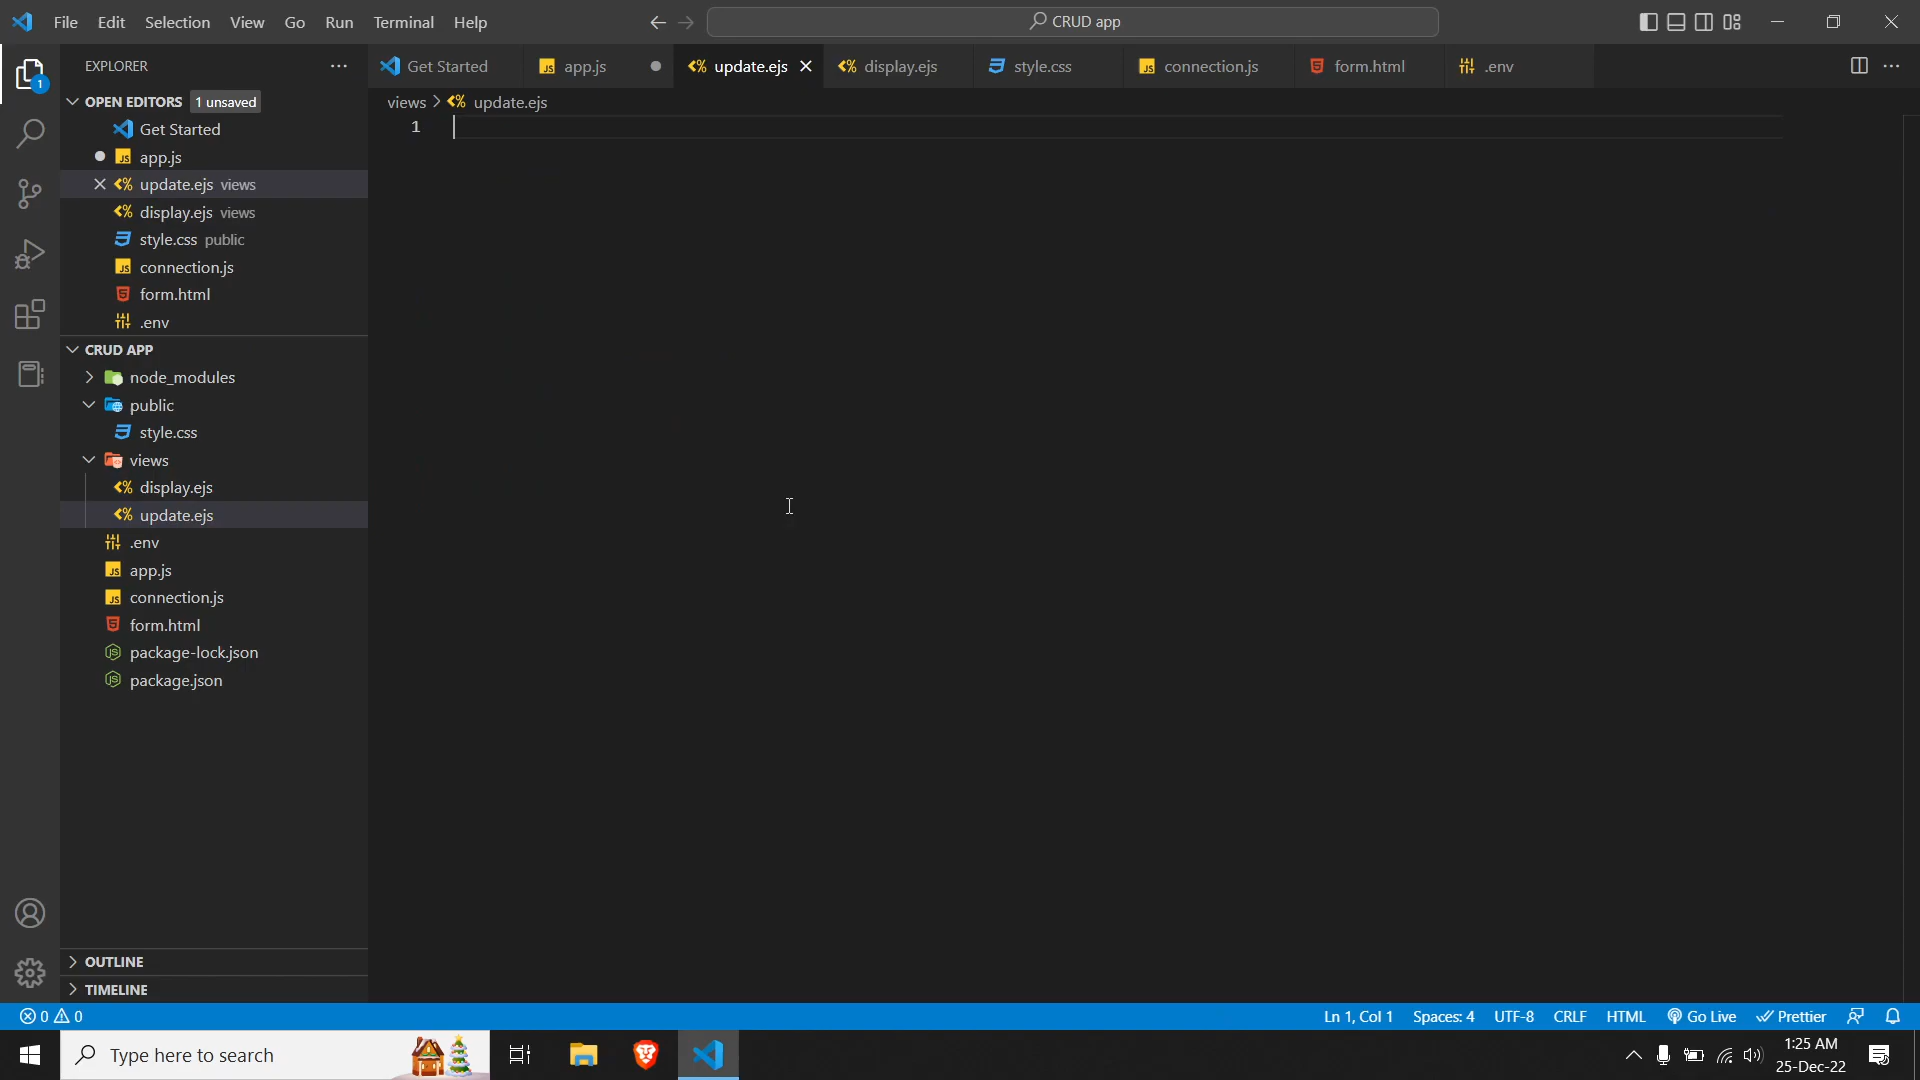 File Edit Selection View Go Run Terminal Help
CRUD app
EXPLORER
OPEN EDITORS 1 unsaved
Get Started
app.js
update.ejs views
display.ejs views
style.css public
connection.js
form.html
.env
CRUD APP
node_modules
public
style.css
views
display.ejs
update.ejs
.env
app.js
connection.js
form.html
package-lock.json
package.json
OUTLINE
TIMELINE
Get Started app.js update.ejs display.ejs style.css connection.js form.html .env
views > update.ejs
1
0 0
Ln 1, Col 1 Spaces: 4 UTF-8 CRLF HTML Go Live Prettier
Type here to search
1:25 AM
25-Dec-22